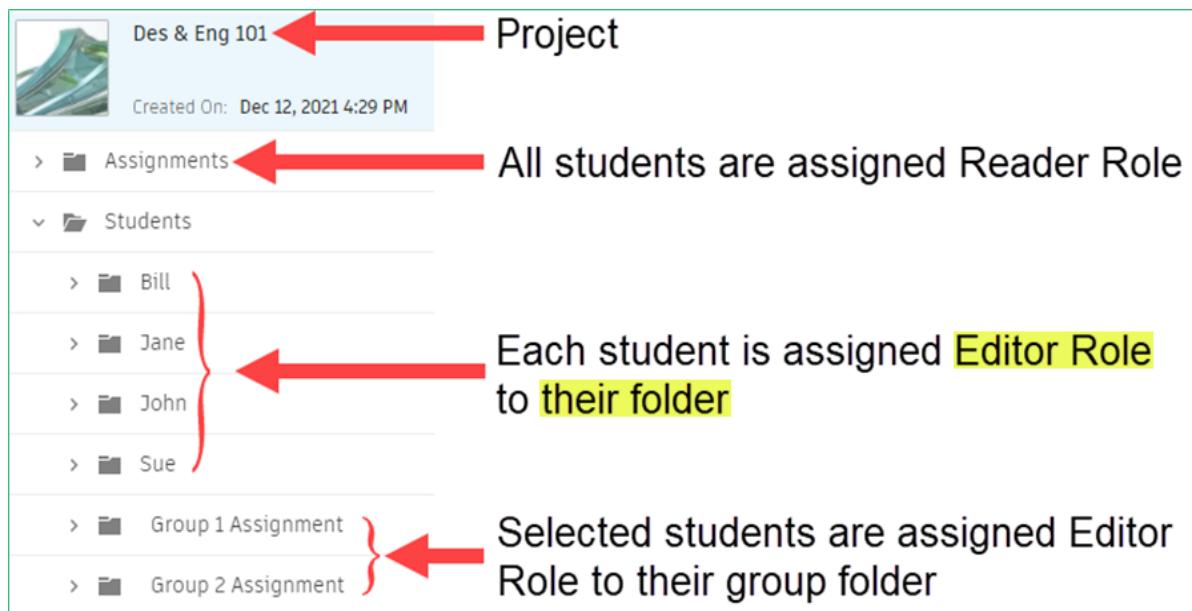 Des & Eng 101
Project
Created On: Dec 12, 2021 4:29 PM
Assignments
All students are assigned Reader Role
Students
Bill
Jane
Each student is assigned Editor Role
to their folder
John
Sue
Group 1 Assignment
Selected students are assigned Editor
Role to their group folder
Group 2 Assignment